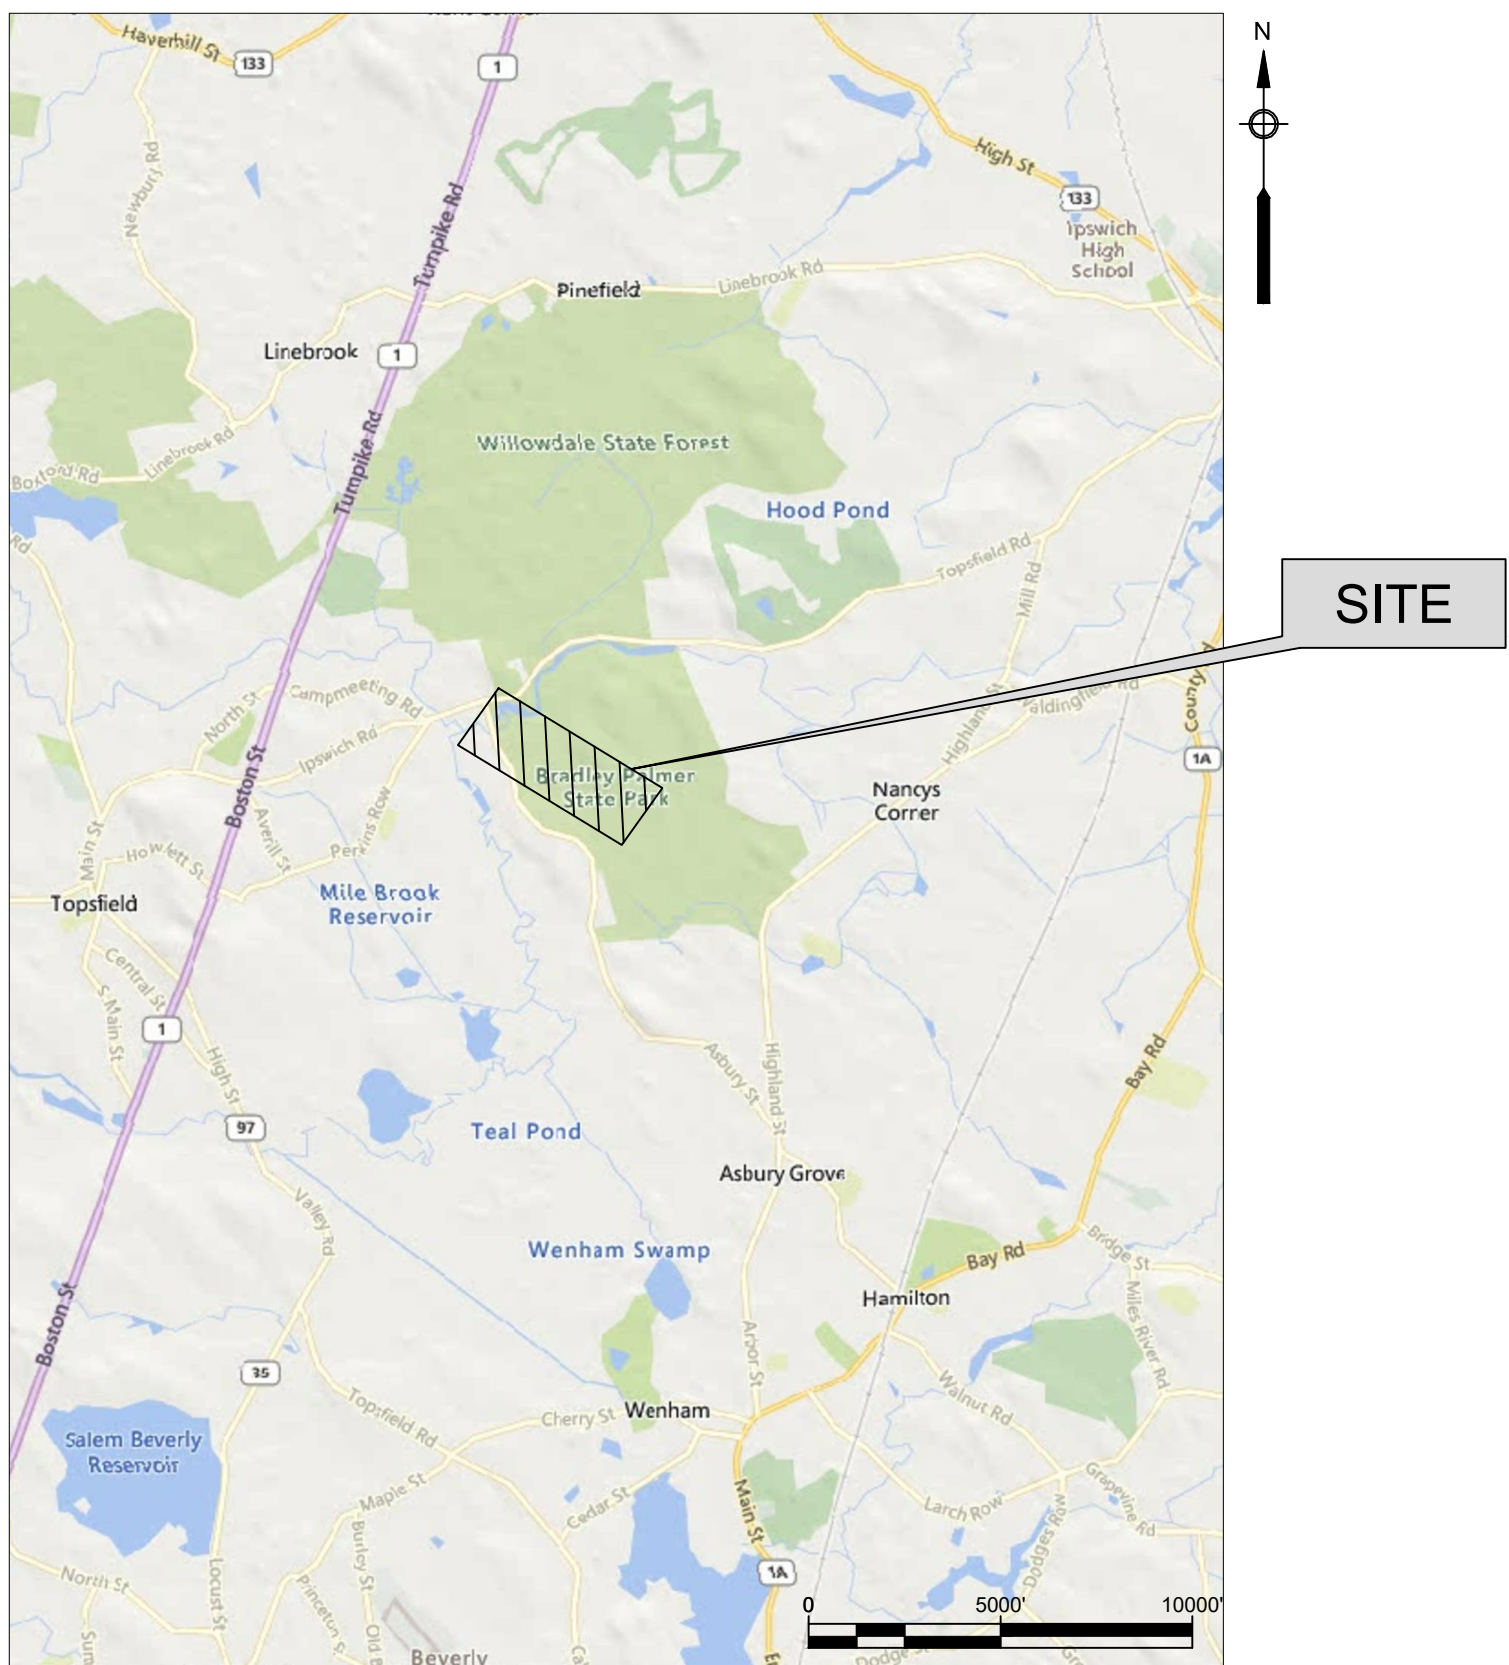 Haverhill St
133
1
N
Newbury Rd
High St
133
Ipswich
High
School
Turnpike Rd
Pinefield
Linebrook Rd
Linebrook
1
Turnpike Rd
Willowdale State Forest
Linebrook Rd
Boxford Rd
Hood Pond
Rd
Topsfield Rd
Mill Rd
SITE
North St
Campmeeting Rd
Ipswich Rd
Highland St
County Rd
1A
Boston St
Bradley Palmer
State Park
Nancys
Corner
Main St
Averill St
Perkins Row
Howlett St
Topsfield
Mile Brook
Reservoir
Central St
S Main St
1
High St
Asbury St
Highland St
Bay Rd
97
Teal Pond
Asbury Grove
Valley Rd
Wenham Swamp
Bay Rd
Bridge St
Hamilton
Miles River Rd
Boston St
35
Arbor St
Topsfield Rd
Cherry St
Wenham
Walnut Rd
Salem Beverly
Reservoir
Maple St
Cedar St
Main St
Larch Row
Grapevine Rd
Dodges Row
North St
Locust St
Burley St
Princeton S
Old
1A
0
5000'
10000'
Beverly
Dodge St